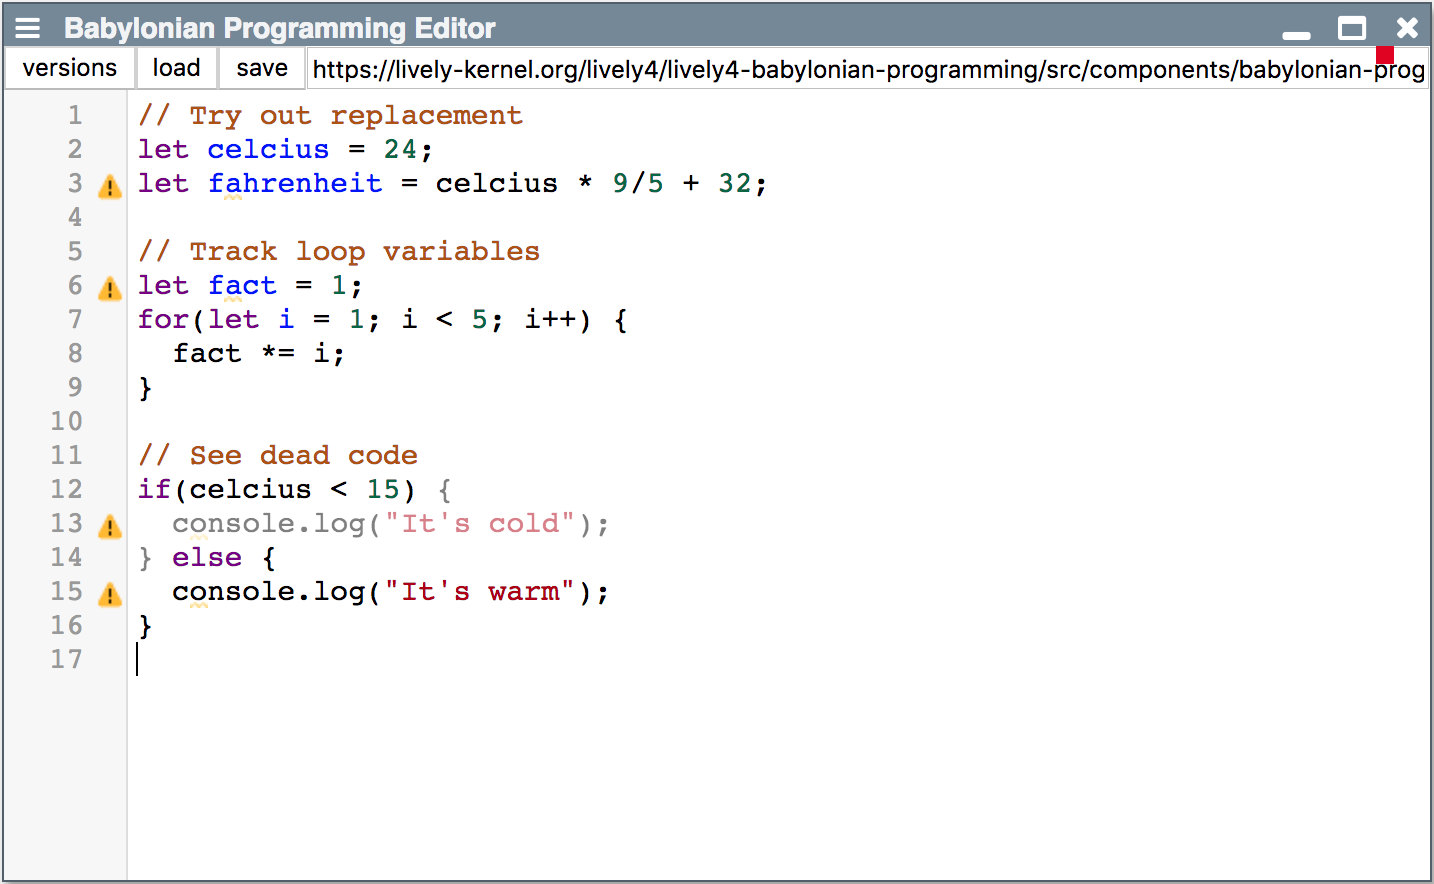 Babylonian Programming Editor
versions load save https://lively-kernel.org/lively4/lively4-babylonian-programming/src/components/babylonian-prog
1 // Try out replacement
2 let celcius = 24;
3 let fahrenheit = celcius * 9/5 + 32;
4
5 // Track loop variables
6 let fact = 1;
7 for(let i = 1; i < 5; i++) {
8   fact *= i;
9 }
10
11 // See dead code
12 if(celcius < 15) {
13   console.log("It's cold");
14 } else {
15   console.log("It's warm");
16 }
17